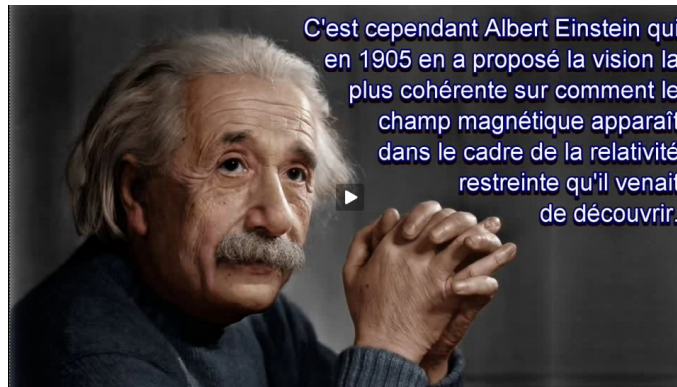 C'est cependant Albert Einstein qui
en 1905 en a proposé la vision la
plus cohérente sur comment le
champ magnétique apparaît
dans le cadre de la relativité
restreinte qu'il venait
de découvrir.